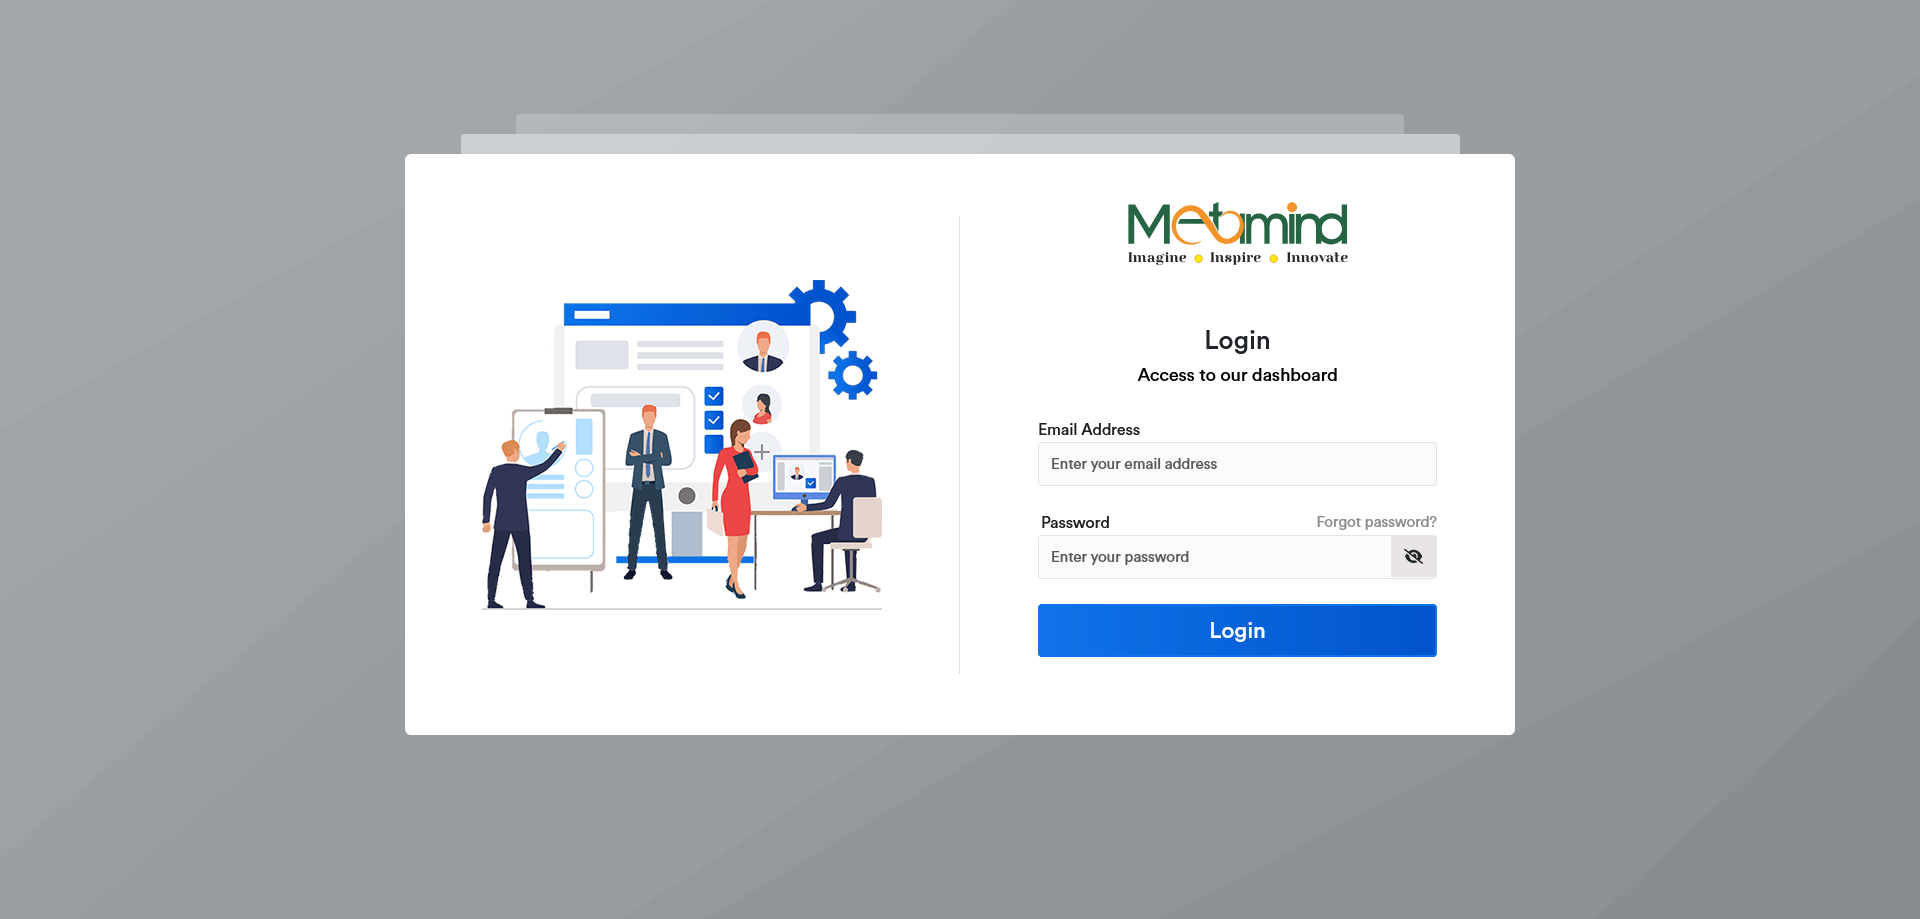 Metamind
Imagine Inspire Innovate
Login
Access to our dashboard
Email Address
Enter your email address
Password Forgot password?
Enter your password
Login